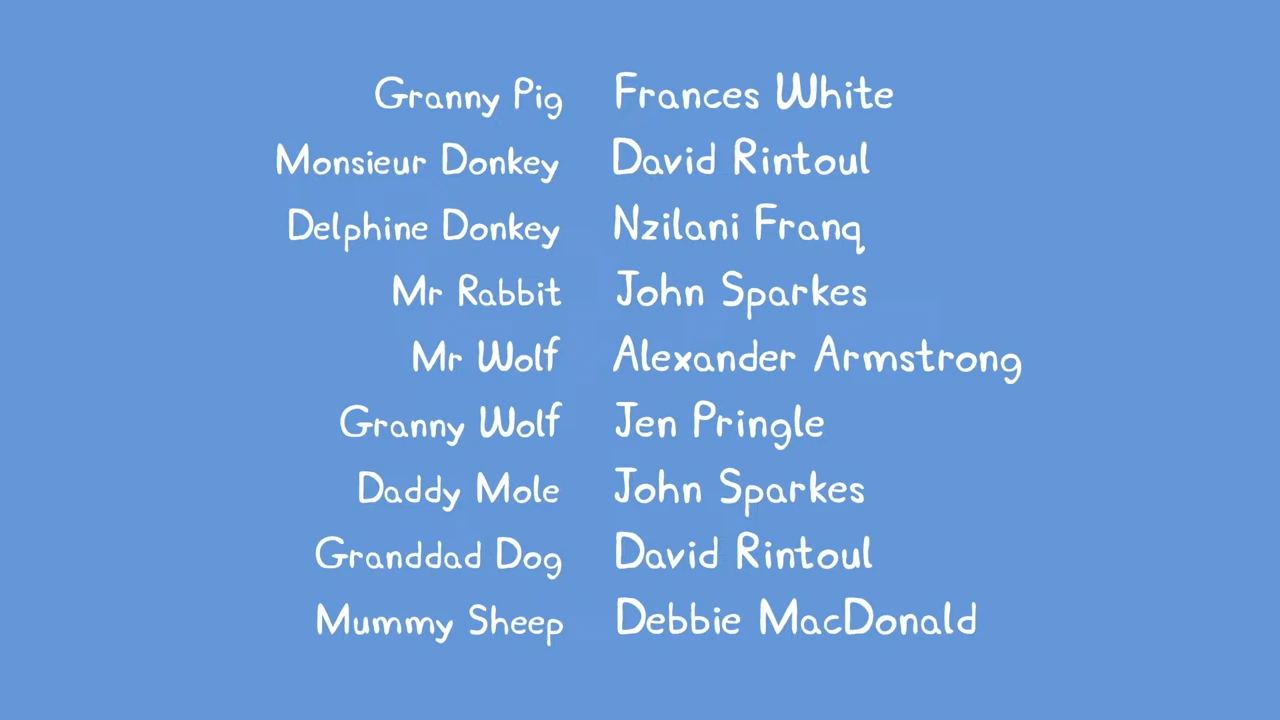 Granny Pig Frances White
Monsieur Donkey David Rintoul
Delphine Donkey Nzilani Franq
Mr Rabbit John Sparkes
Mr Wolf Alexander Armstrong
Granny Wolf Jen Pringle
Daddy Mole John Sparkes
Granddad Dog David Rintoul
Mummy Sheep Debbie MacDonald